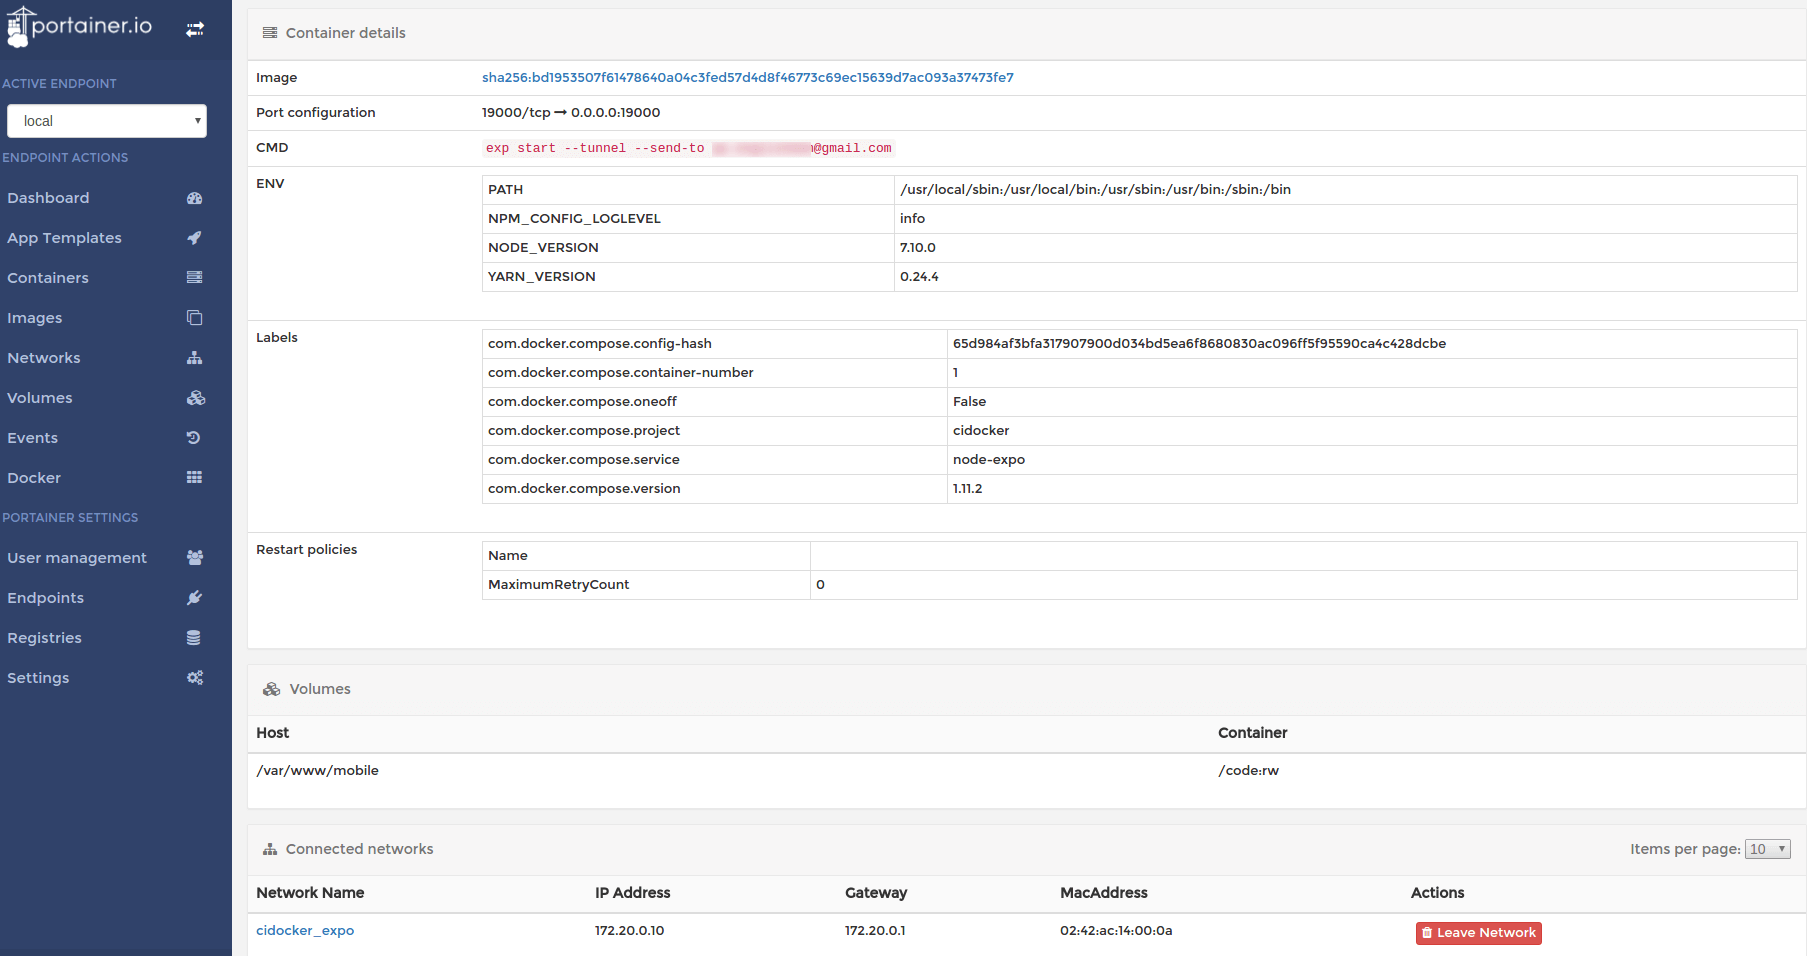 portainer.io
ACTIVE ENDPOINT
local
ENDPOINT ACTIONS
Dashboard
App Templates
Containers
Images
Networks
Volumes
Events
Docker
PORTAINER SETTINGS
User management
Endpoints
Registries
Settings
Container details
Image sha256:bd1953507f61478640a04c3fed57d4d8f46773c69ec15639d7ac093a37473fe7
Port configuration 19000/tcp → 0.0.0.0:19000
CMD exp start --tunnel --send-to @gmail.com
ENV
PATH /usr/local/sbin:/usr/local/bin:/usr/sbin:/usr/bin:/sbin:/bin
NPM_CONFIG_LOGLEVEL info
NODE_VERSION 7.10.0
YARN_VERSION 0.24.4
Labels
com.docker.compose.config-hash 65d984af3bfa317907900d034bd5ea6f8680830ac096ff5f95590ca4c428dcbe
com.docker.compose.container-number 1
com.docker.compose.oneoff False
com.docker.compose.project cidocker
com.docker.compose.service node-expo
com.docker.compose.version 1.11.2
Restart policies
Name
MaximumRetryCount 0
Volumes
Host Container
/var/www/mobile /code:rw
Connected networks Items per page: 10
Network Name IP Address Gateway MacAddress Actions
cidocker_expo 172.20.0.10 172.20.0.1 02:42:ac:14:00:0a Leave Network